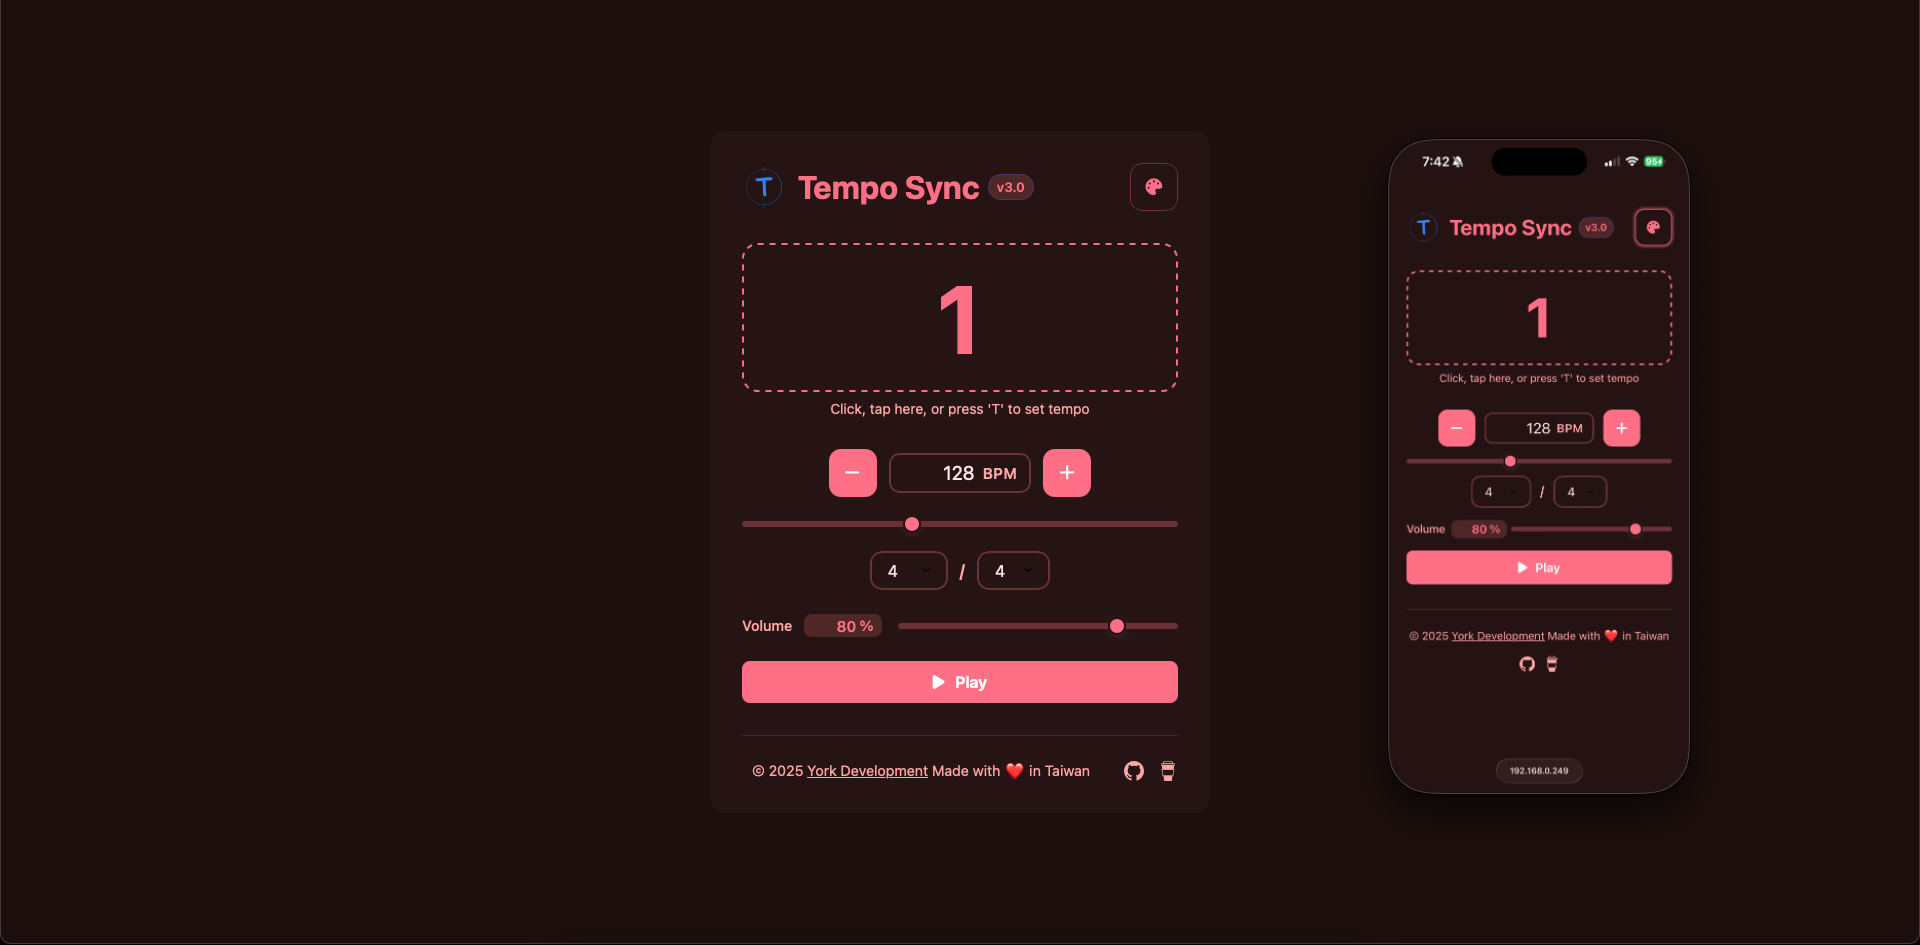 T Tempo Sync v3.0
1
Click, tap here, or press 'T' to set tempo
− 128 BPM +
4 / 4
Volume 80 %
Play
© 2025 York Development Made with ❤️ in Taiwan
7:42 95
T Tempo Sync v3.0
1
Click, tap here, or press 'T' to set tempo
− 128 BPM +
4 / 4
Volume 80 %
Play
© 2025 York Development Made with ❤️ in Taiwan
192.168.0.249